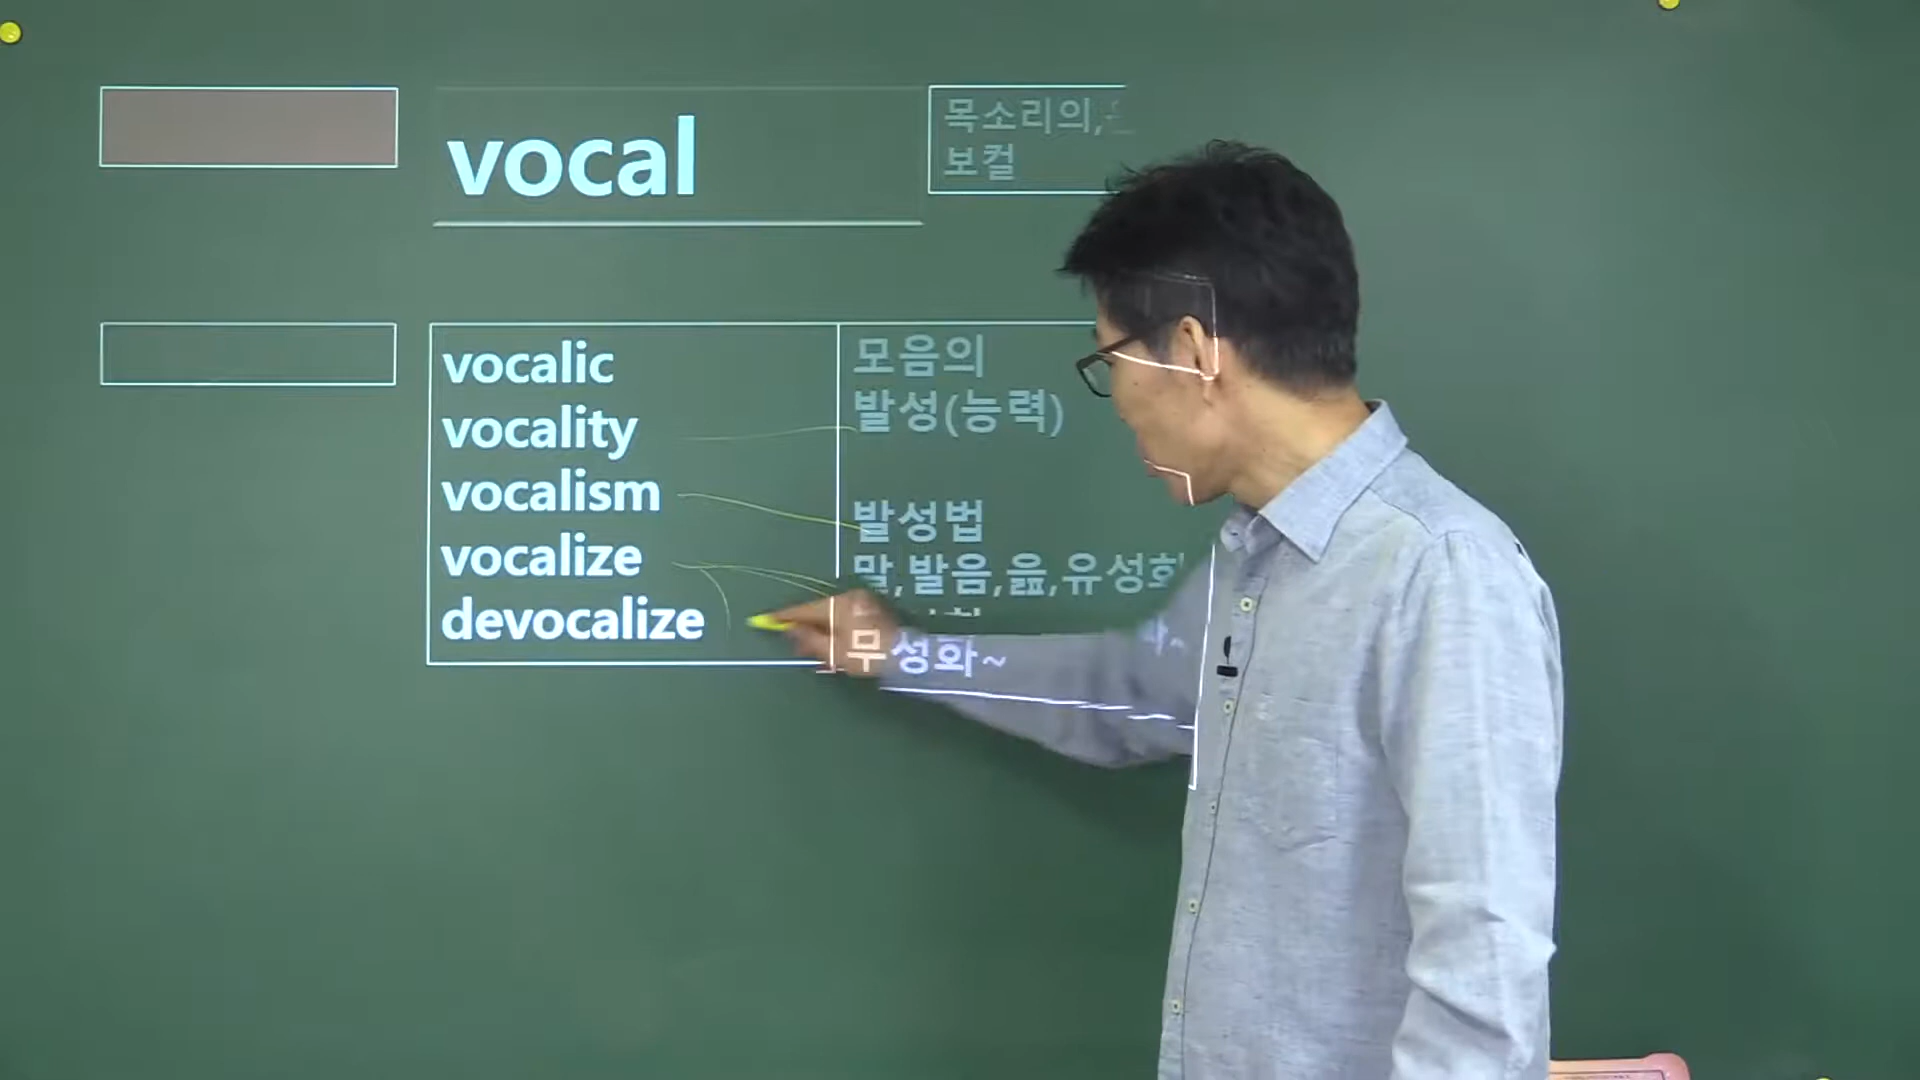 vocal
목소리의,
보컬
vocalic 모음의
vocality 발성(능력)
vocalism 발성법
vocalize 말,발음,읊,유성화
devocalize 무성화~